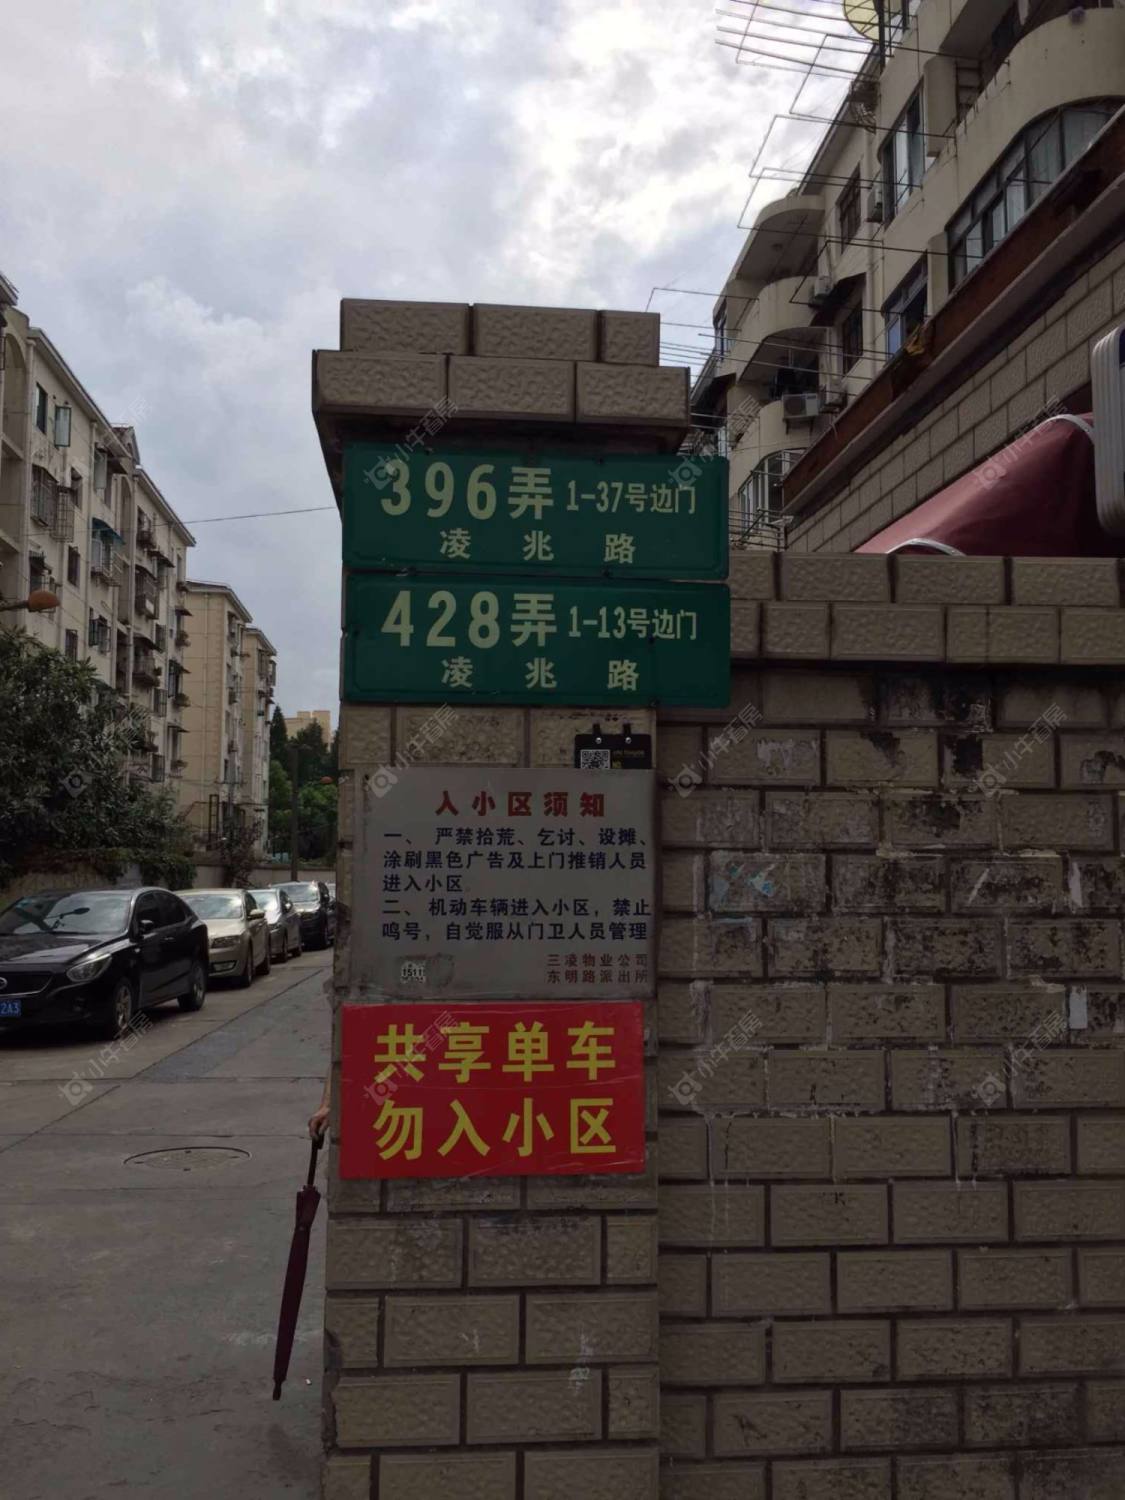 396弄 1-37号边门
凌兆路
428弄 1-13号边门
凌兆路
入小区须知
一、 严禁拾荒、乞讨、设摊、
涂刷黑色广告及上门推销人员
进入小区
二、 机动车辆进入小区，禁止
鸣号，自觉服从门卫人员管理
三凌物业公司
东明路派出所
1511
共享单车
勿入小区
小牛看房